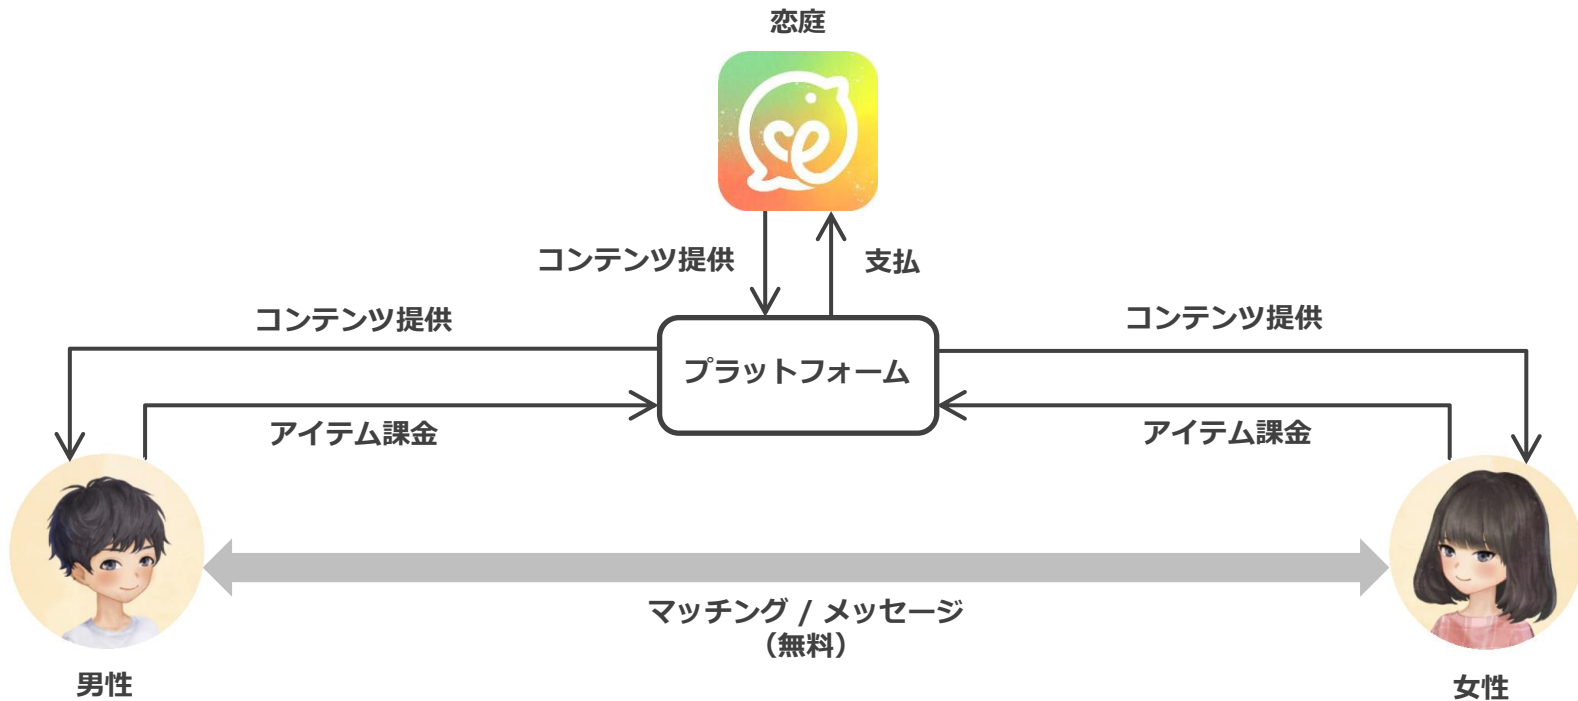 恋庭
コンテンツ提供
支払
コンテンツ提供
コンテンツ提供
プラットフォーム
アイテム課金
アイテム課金
マッチング / メッセージ
（無料）
男性
女性